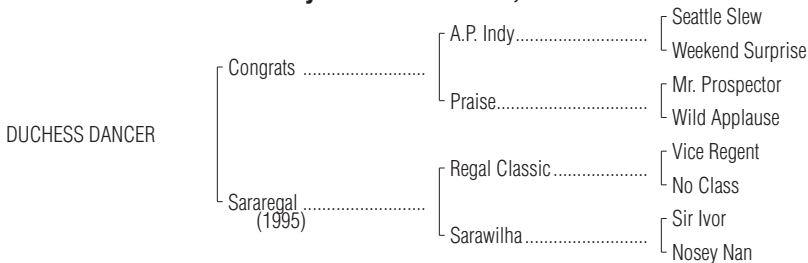 Seattle Slew
A.P. Indy..............................
Weekend Surprise
Congrats ............................
Mr. Prospector
Praise..................................
Wild Applause
DUCHESS DANCER
Vice Regent
Regal Classic .....................
No Class
Sararegal ............................
(1995)
Sir Ivor
Sarawilha............................
Nosey Nan